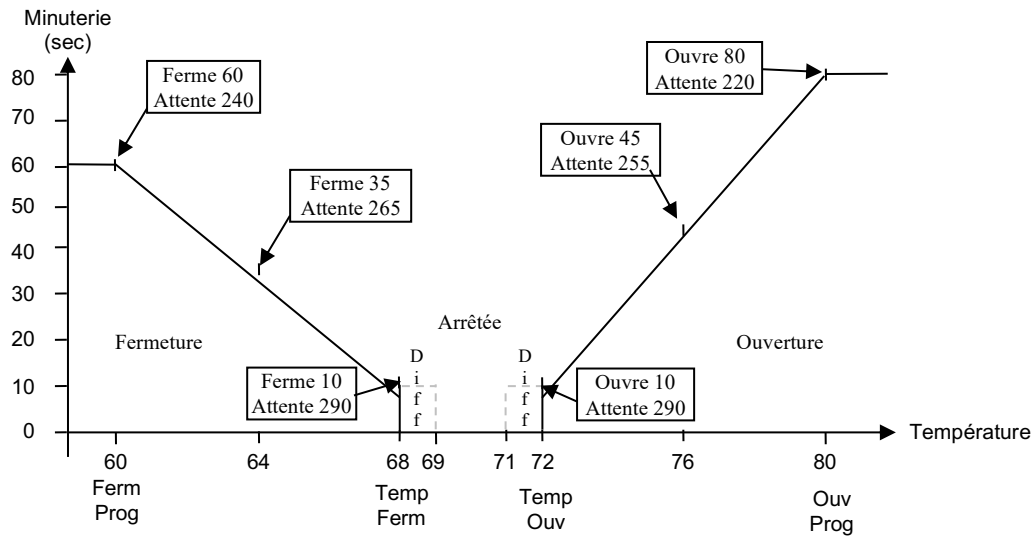 Minuterie
(sec)
80
70
60
50
40
30
20
10
0
Ferme 60
Attente 240
Ferme 35
Attente 265
Ferme 10
Attente 290
Fermeture
Arrêtée
Diff
Diff
Ouverture
Ouvre 80
Attente 220
Ouvre 45
Attente 255
Ouvre 10
Attente 290
Température
60 64 68 69 71 72 76 80
Ferm
Prog
Temp
Ferm
Temp
Ouv
Ouv
Prog